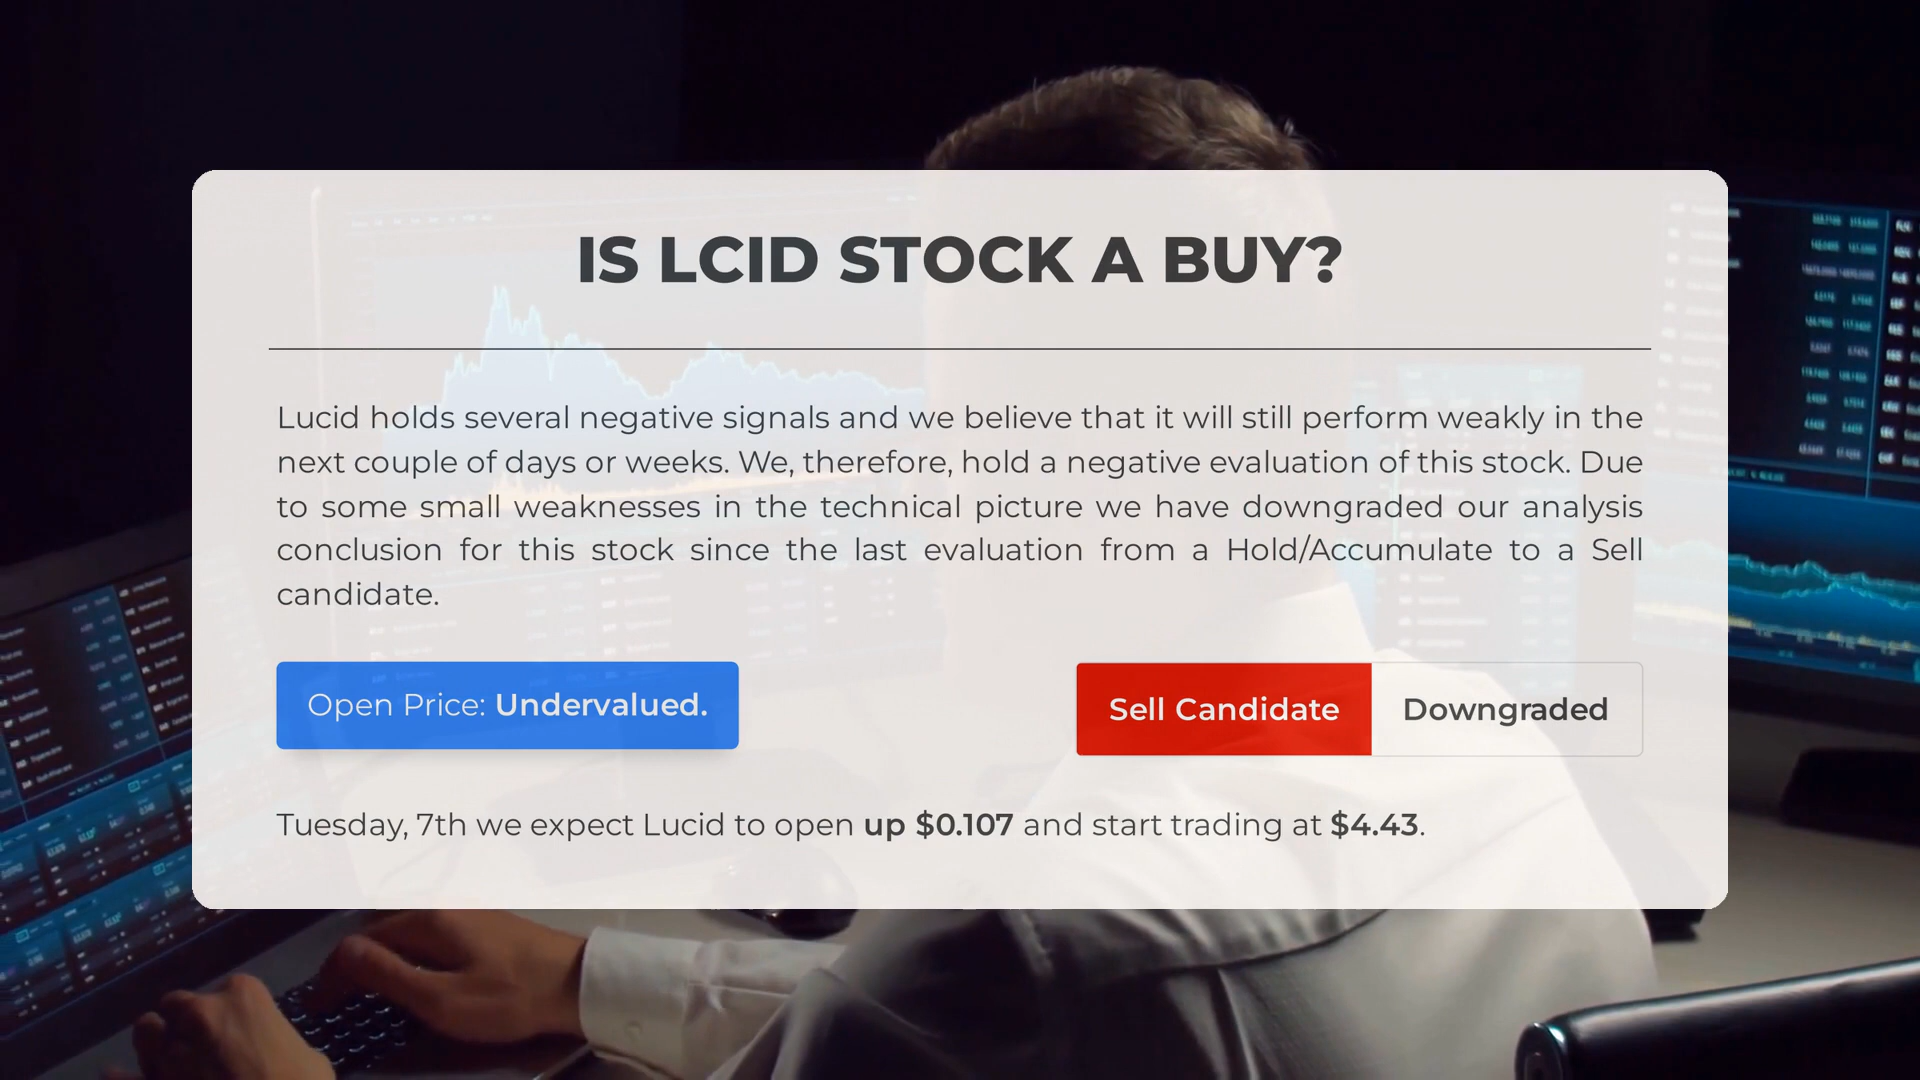 IS LCID STOCK A BUY?
Lucid holds several negative signals and we believe that it will still perform weakly in the
next couple of days or weeks. We, therefore, hold a negative evaluation of this stock. Due
to some small weaknesses in the technical picture we have downgraded our analysis
conclusion for this stock since the last evaluation from a Hold/Accumulate to a Sell
candidate.
Open Price: Undervalued.
Sell Candidate
Downgraded
Tuesday, 7th we expect Lucid to open up $0.107 and start trading at $4.43.